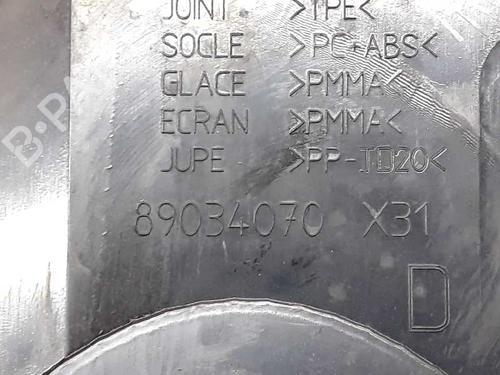 JOINT >TPE<
SOCLE >PC+ABS<
GLACE >PMMA<
ECRAN >PMMA<
JUPE >PP-TD20<
89034070 X31
D